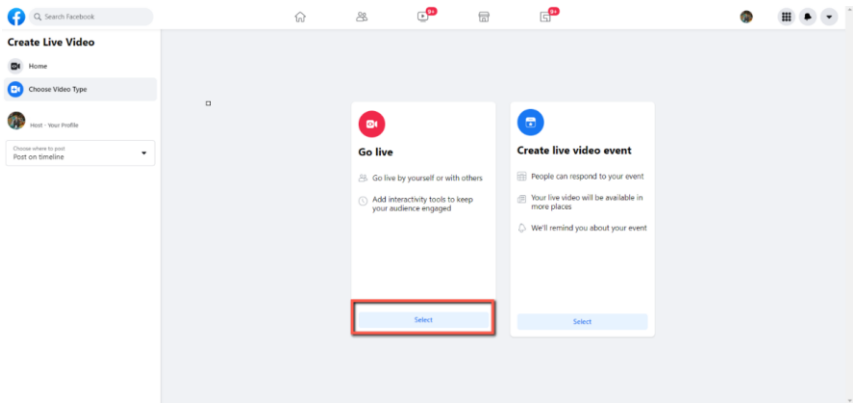 Search Facebook
9+
9+
Create Live Video
Home
Choose Video Type
Host - Your Profile
Choose where to post
Post on timeline
Go live
Go live by yourself or with others
Add interactivity tools to keep
your audience engaged
Select
Create live video event
People can respond to your event
Your live video will be available in
more places
We'll remind you about your event
Select